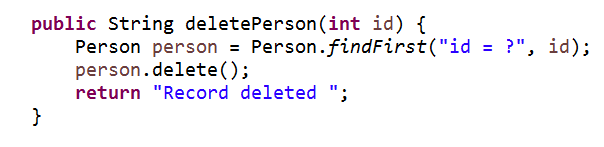 public String deletePerson(int id) {
    Person person = Person.findFirst("id = ?", id);
    person.delete();
    return "Record deleted ";
}